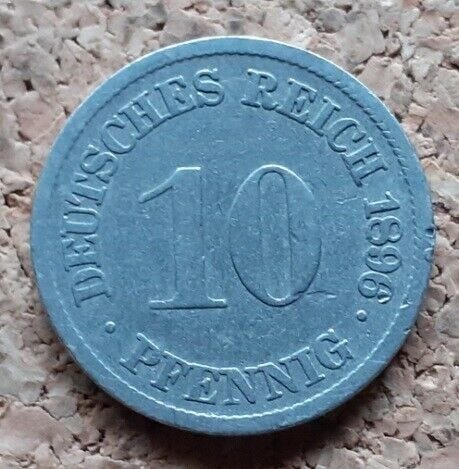 DEUTSCHES REICH 1896
10
· PFENNIG ·